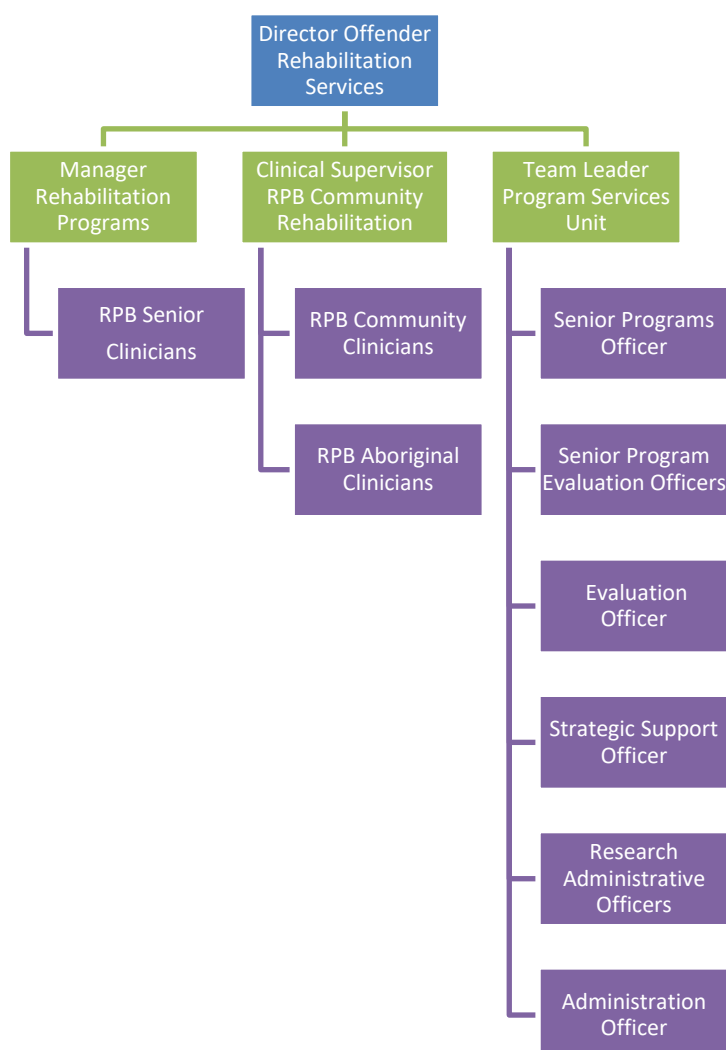 Director Offender
Rehabilitation
Services
Manager
Rehabilitation
Programs
Clinical Supervisor
RPB Community
Rehabilitation
Team Leader
Program Services
Unit
RPB Senior
Clinicians
RPB Community
Clinicians
RPB Aboriginal
Clinicians
Senior Programs
Officer
Senior Program
Evaluation Officers
Evaluation
Officer
Strategic Support
Officer
Research
Administrative
Officers
Administration
Officer